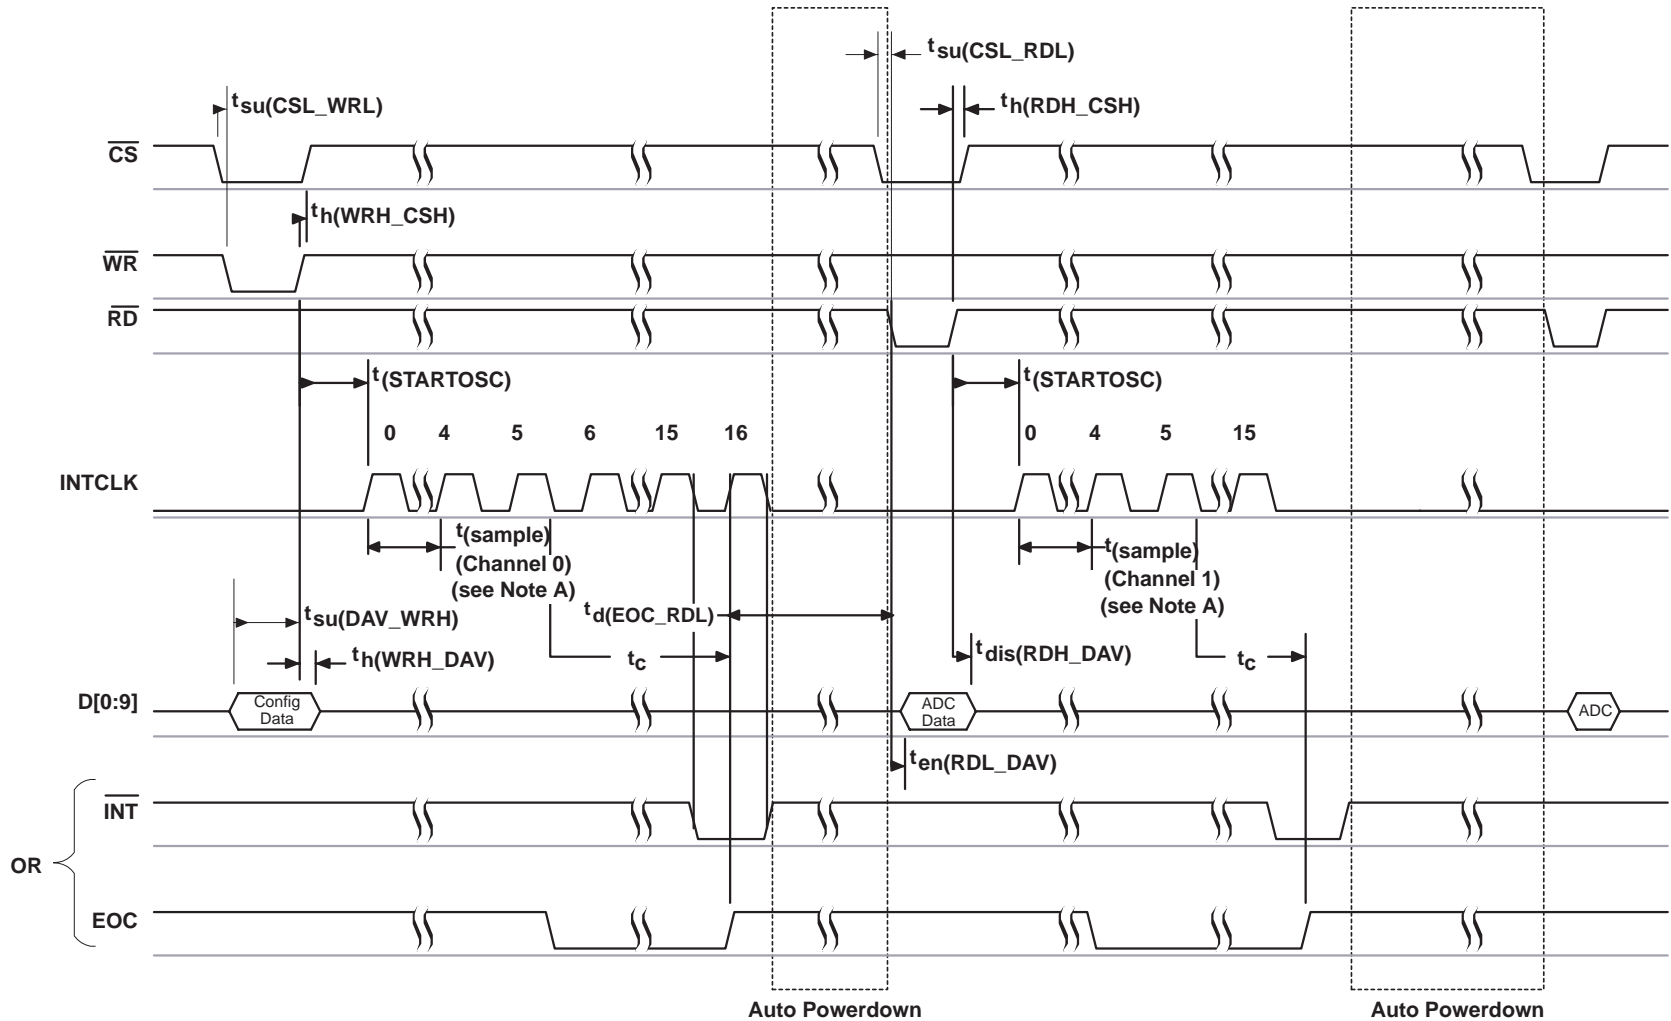 tsu(CSL_RDL)
tsu(CSL_WRL)
th(RDH_CSH)
CS
th(WRH_CSH)
WR
RD
t(STARTOSC)
t(STARTOSC)
0 4 5 6 15 16
0 4 5 15
INTCLK
t(sample)
(Channel 0)
(see Note A)
t(sample)
(Channel 1)
(see Note A)
tsu(DAV_WRH)
td(EOC_RDL)
th(WRH_DAV)
tc
tdis(RDH_DAV)
tc
D[0:9]
Config
Data
ADC
Data
ADC
ten(RDL_DAV)
INT
OR
EOC
Auto Powerdown
Auto Powerdown